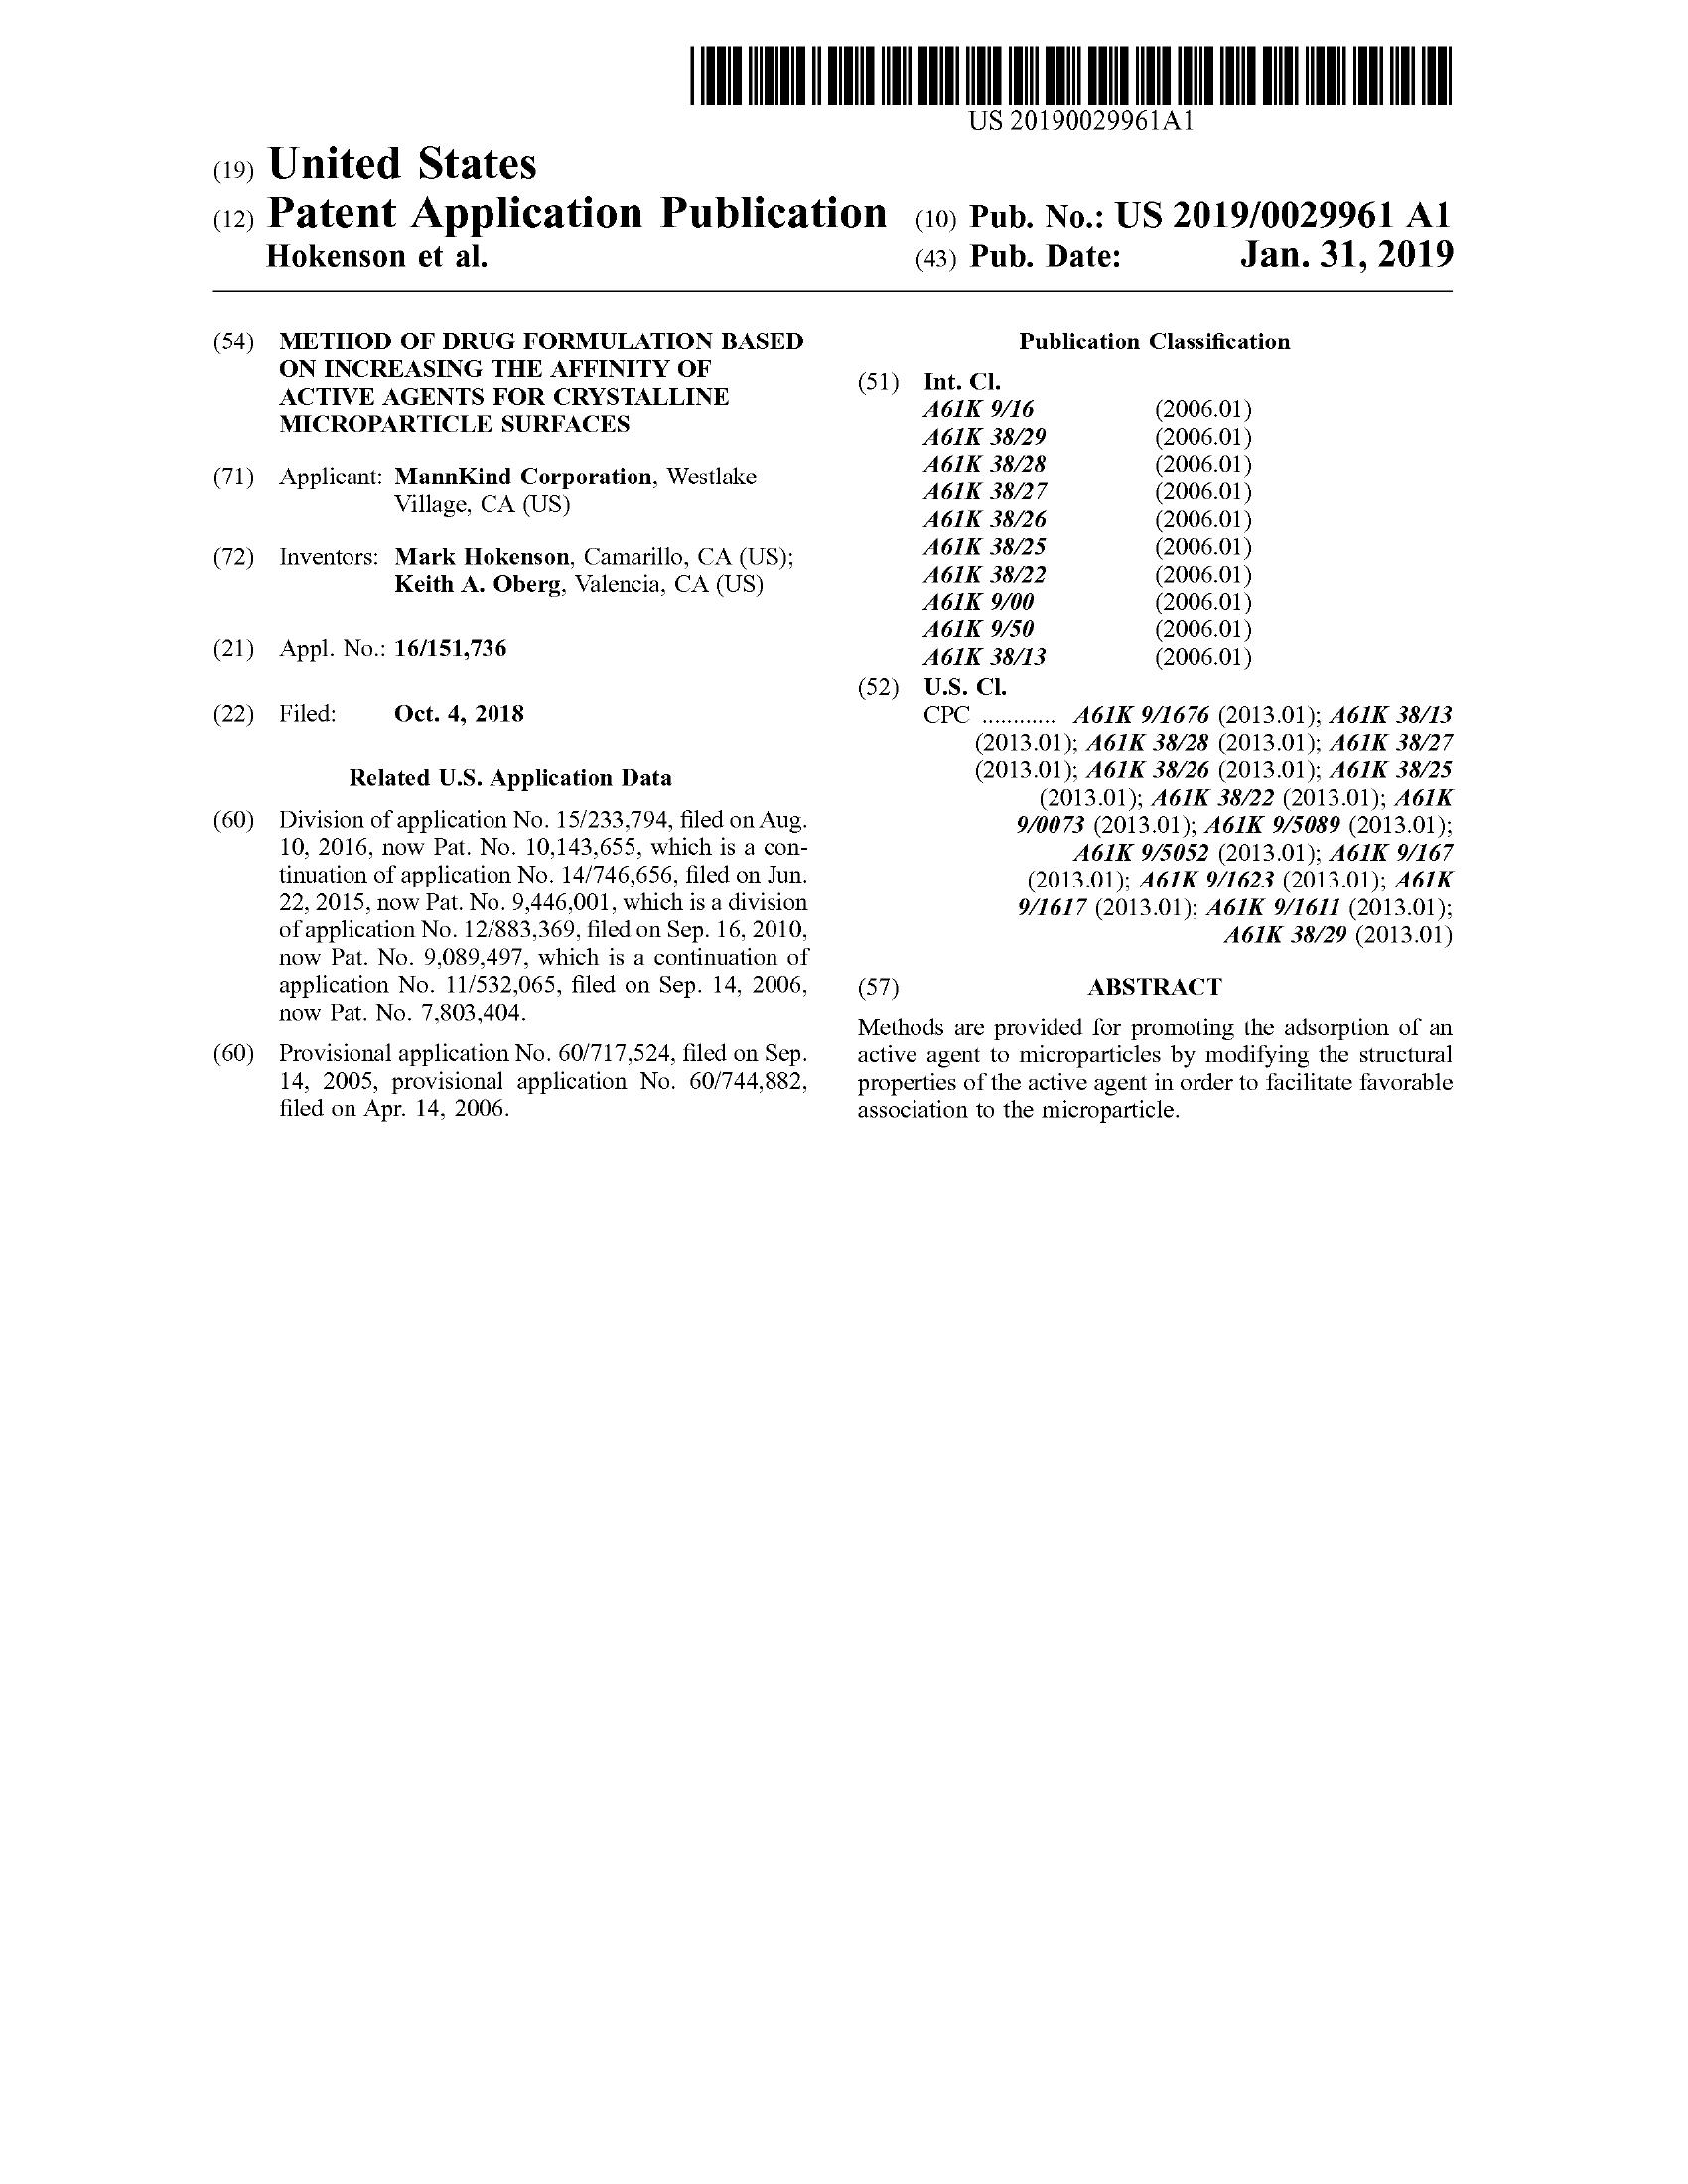 US 20190029961A1
(19) United States
(12) Patent Application Publication (10) Pub. No.: US 2019/0029961 A1
Hokenson et al. (43) Pub. Date: Jan. 31, 2019
(54) METHOD OF DRUG FORMULATION BASED
ON INCREASING THE AFFINITY OF
ACTIVE AGENTS FOR CRYSTALLINE
MICROPARTICLE SURFACES
(71) Applicant: MannKind Corporation, Westlake
Village, CA (US)
(72) Inventors: Mark Hokenson, Camarillo, CA (US);
Keith A. Oberg, Valencia, CA (US)
(21) Appl. No.: 16/151,736
(22) Filed: Oct. 4, 2018
Related U.S. Application Data
(60) Division of application No. 15/233,794, filed on Aug.
10, 2016, now Pat. No. 10,143,655, which is a con-
tinuation of application No. 14/746,656, filed on Jun.
22, 2015, now Pat. No. 9,446,001, which is a division
of application No. 12/883,369, filed on Sep. 16, 2010,
now Pat. No. 9,089,497, which is a continuation of
application No. 11/532,065, filed on Sep. 14, 2006,
now Pat. No. 7,803,404.
(60) Provisional application No. 60/717,524, filed on Sep.
14, 2005, provisional application No. 60/744,882,
filed on Apr. 14, 2006.
Publication Classification
(51) Int. Cl.
A61K 9/16 (2006.01)
A61K 38/29 (2006.01)
A61K 38/28 (2006.01)
A61K 38/27 (2006.01)
A61K 38/26 (2006.01)
A61K 38/25 (2006.01)
A61K 38/22 (2006.01)
A61K 9/00 (2006.01)
A61K 9/50 (2006.01)
A61K 38/13 (2006.01)
(52) U.S. Cl.
CPC ............ A61K 9/1676 (2013.01); A61K 38/13
(2013.01); A61K 38/28 (2013.01); A61K 38/27
(2013.01); A61K 38/26 (2013.01); A61K 38/25
(2013.01); A61K 38/22 (2013.01); A61K
9/0073 (2013.01); A61K 9/5089 (2013.01);
A61K 9/5052 (2013.01); A61K 9/167
(2013.01); A61K 9/1623 (2013.01); A61K
9/1617 (2013.01); A61K 9/1611 (2013.01);
A61K 38/29 (2013.01)
(57) ABSTRACT
Methods are provided for promoting the adsorption of an
active agent to microparticles by modifying the structural
properties of the active agent in order to facilitate favorable
association to the microparticle.